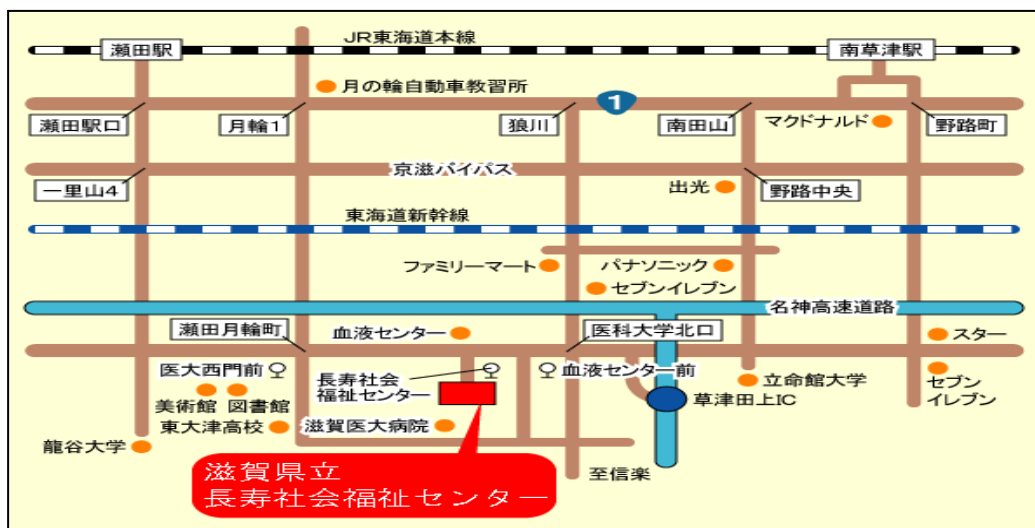 JR東海道本線
瀬田駅
南草津駅
月の輪自動車教習所
1
瀬田駅口
月輪1
狼川
南田山
マクドナルド
野路町
京滋バイパス
一里山4
出光
野路中央
東海道新幹線
ファミリーマート
パナソニック
セブンイレブン
名神高速道路
瀬田月輪町
血液センター
医科大学北口
スター
医大西門前
長寿社会
福祉センター
血液センター前
立命館大学
セブン
イレブン
美術館
図書館
草津田上IC
東大津高校
滋賀医大病院
龍谷大学
至信楽
滋賀県立
長寿社会福祉センター